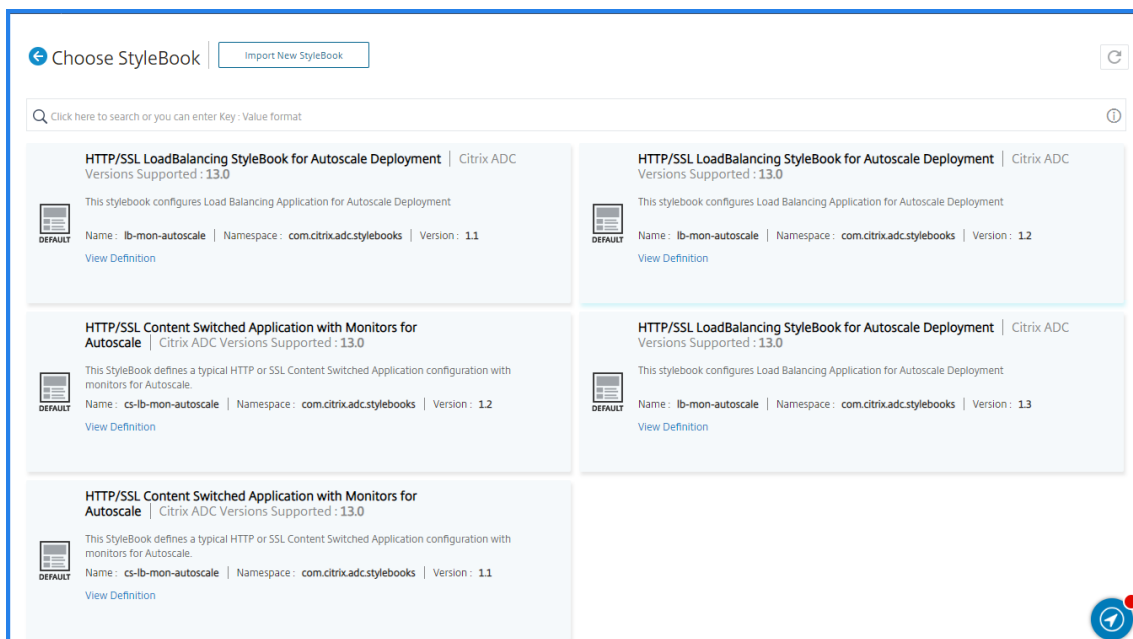 Choose StyleBook
Import New StyleBook
Click here to search or you can enter Key : Value format
HTTP/SSL LoadBalancing StyleBook for Autoscale Deployment | Citrix ADC
Versions Supported : 13.0
This stylebook configures Load Balancing Application for Autoscale Deployment
DEFAULT
Name : lb-mon-autoscale | Namespace : com.citrix.adc.stylebooks | Version : 1.1
View Definition
HTTP/SSL LoadBalancing StyleBook for Autoscale Deployment | Citrix ADC
Versions Supported : 13.0
This stylebook configures Load Balancing Application for Autoscale Deployment
DEFAULT
Name : lb-mon-autoscale | Namespace : com.citrix.adc.stylebooks | Version : 1.2
View Definition
HTTP/SSL Content Switched Application with Monitors for
Autoscale | Citrix ADC Versions Supported : 13.0
This StyleBook defines a typical HTTP or SSL Content Switched Application configuration with
monitors for Autoscale.
DEFAULT
Name : cs-lb-mon-autoscale | Namespace : com.citrix.adc.stylebooks | Version : 1.2
View Definition
HTTP/SSL LoadBalancing StyleBook for Autoscale Deployment | Citrix ADC
Versions Supported : 13.0
This stylebook configures Load Balancing Application for Autoscale Deployment
DEFAULT
Name : lb-mon-autoscale | Namespace : com.citrix.adc.stylebooks | Version : 1.3
View Definition
HTTP/SSL Content Switched Application with Monitors for
Autoscale | Citrix ADC Versions Supported : 13.0
This StyleBook defines a typical HTTP or SSL Content Switched Application configuration with
monitors for Autoscale.
DEFAULT
Name : cs-lb-mon-autoscale | Namespace : com.citrix.adc.stylebooks | Version : 1.1
View Definition